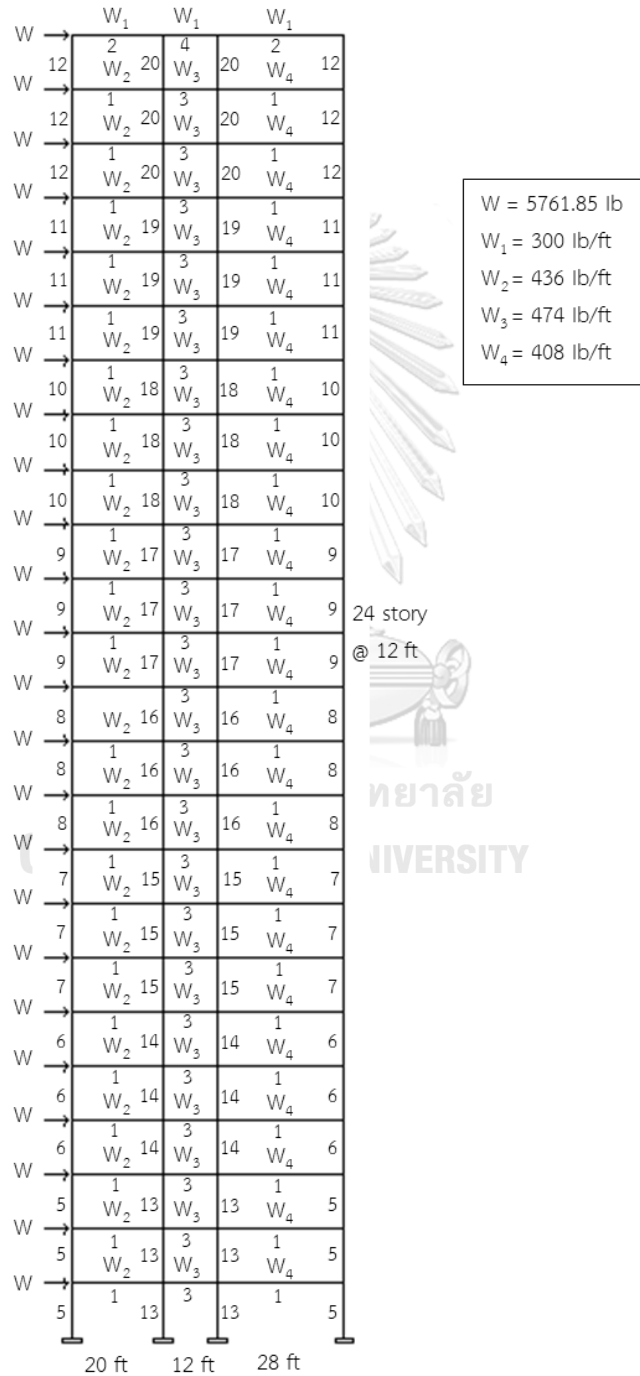 W₁ W₁ W₁
W
2 4 2
12 W₂ 20 W₃ 20 W₄ 12
W
1 3 1
12 W₂ 20 W₃ 20 W₄ 12
W
1 3 1
12 W₂ 20 W₃ 20 W₄ 12
W
1 3 1
11 W₂ 19 W₃ 19 W₄ 11
W
1 3 1
11 W₂ 19 W₃ 19 W₄ 11
W
1 3 1
11 W₂ 19 W₃ 19 W₄ 11
W
1 3 1
10 W₂ 18 W₃ 18 W₄ 10
W
1 3 1
10 W₂ 18 W₃ 18 W₄ 10
W
1 3 1
10 W₂ 18 W₃ 18 W₄ 10
W
1 3 1
9 W₂ 17 W₃ 17 W₄ 9
W
1 3 1
9 W₂ 17 W₃ 17 W₄ 9
W
1 3 1
9 W₂ 17 W₃ 17 W₄ 9
W
3 1
8 W₂ 16 W₃ 16 W₄ 8
W
1 3 1
8 W₂ 16 W₃ 16 W₄ 8
W
1 3 1
8 W₂ 16 W₃ 16 W₄ 8
W
1 3 1
7 W₂ 15 W₃ 15 W₄ 7
W
1 3 1
7 W₂ 15 W₃ 15 W₄ 7
W
1 3 1
7 W₂ 15 W₃ 15 W₄ 7
W
1 3 1
6 W₂ 14 W₃ 14 W₄ 6
W
1 3 1
6 W₂ 14 W₃ 14 W₄ 6
W
1 3 1
6 W₂ 14 W₃ 14 W₄ 6
W
1 3 1
5 W₂ 13 W₃ 13 W₄ 5
W
1 3 1
5 W₂ 13 W₃ 13 W₄ 5
W
1 3 1
5 13 13 5
20 ft 12 ft 28 ft
W = 5761.85 lb
W₁ = 300 lb/ft
W₂ = 436 lb/ft
W₃ = 474 lb/ft
W₄ = 408 lb/ft
24 story
@ 12 ft
ทยาลัย
NIVERSITY